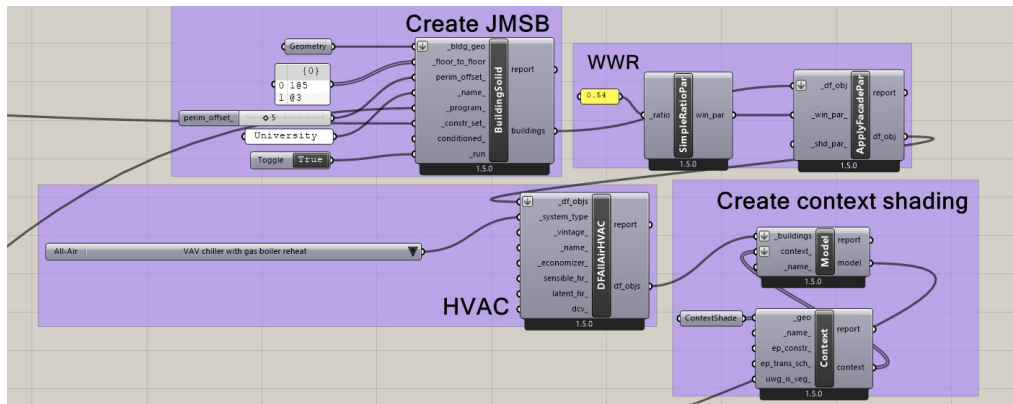 Create JMSB
Geometry
{0}
0 1@5
1 @3
perim_offset_ ◇ 5
University
Toggle True
_bldg_geo
_floor_to_floor
perim_offset_
_name_
_program_
_constr_set_
conditioned_
_run
BuildingSolid
report
buildings
1.5.0
WWR
0.54
_ratio
SimpleRatioPar
win_par
1.5.0
_df_obj
_win_par_
_shd_par_
ApplyFacadePar
report
df_obj
1.5.0
All-Air VAV chiller with gas boiler reheat
HVAC
_df_objs
_system_type
_vintage_
_name_
_economizer_
sensible_hr_
latent_hr_
dcv_
DFAllAirHVAC
report
df_objs
1.5.0
Create context shading
_buildings
context_
_name_
Model
report
model
1.5.0
ContextShade
_geo
_name_
ep_constr_
ep_trans_sch_
uwg_is_veg_
Context
report
context
1.5.0